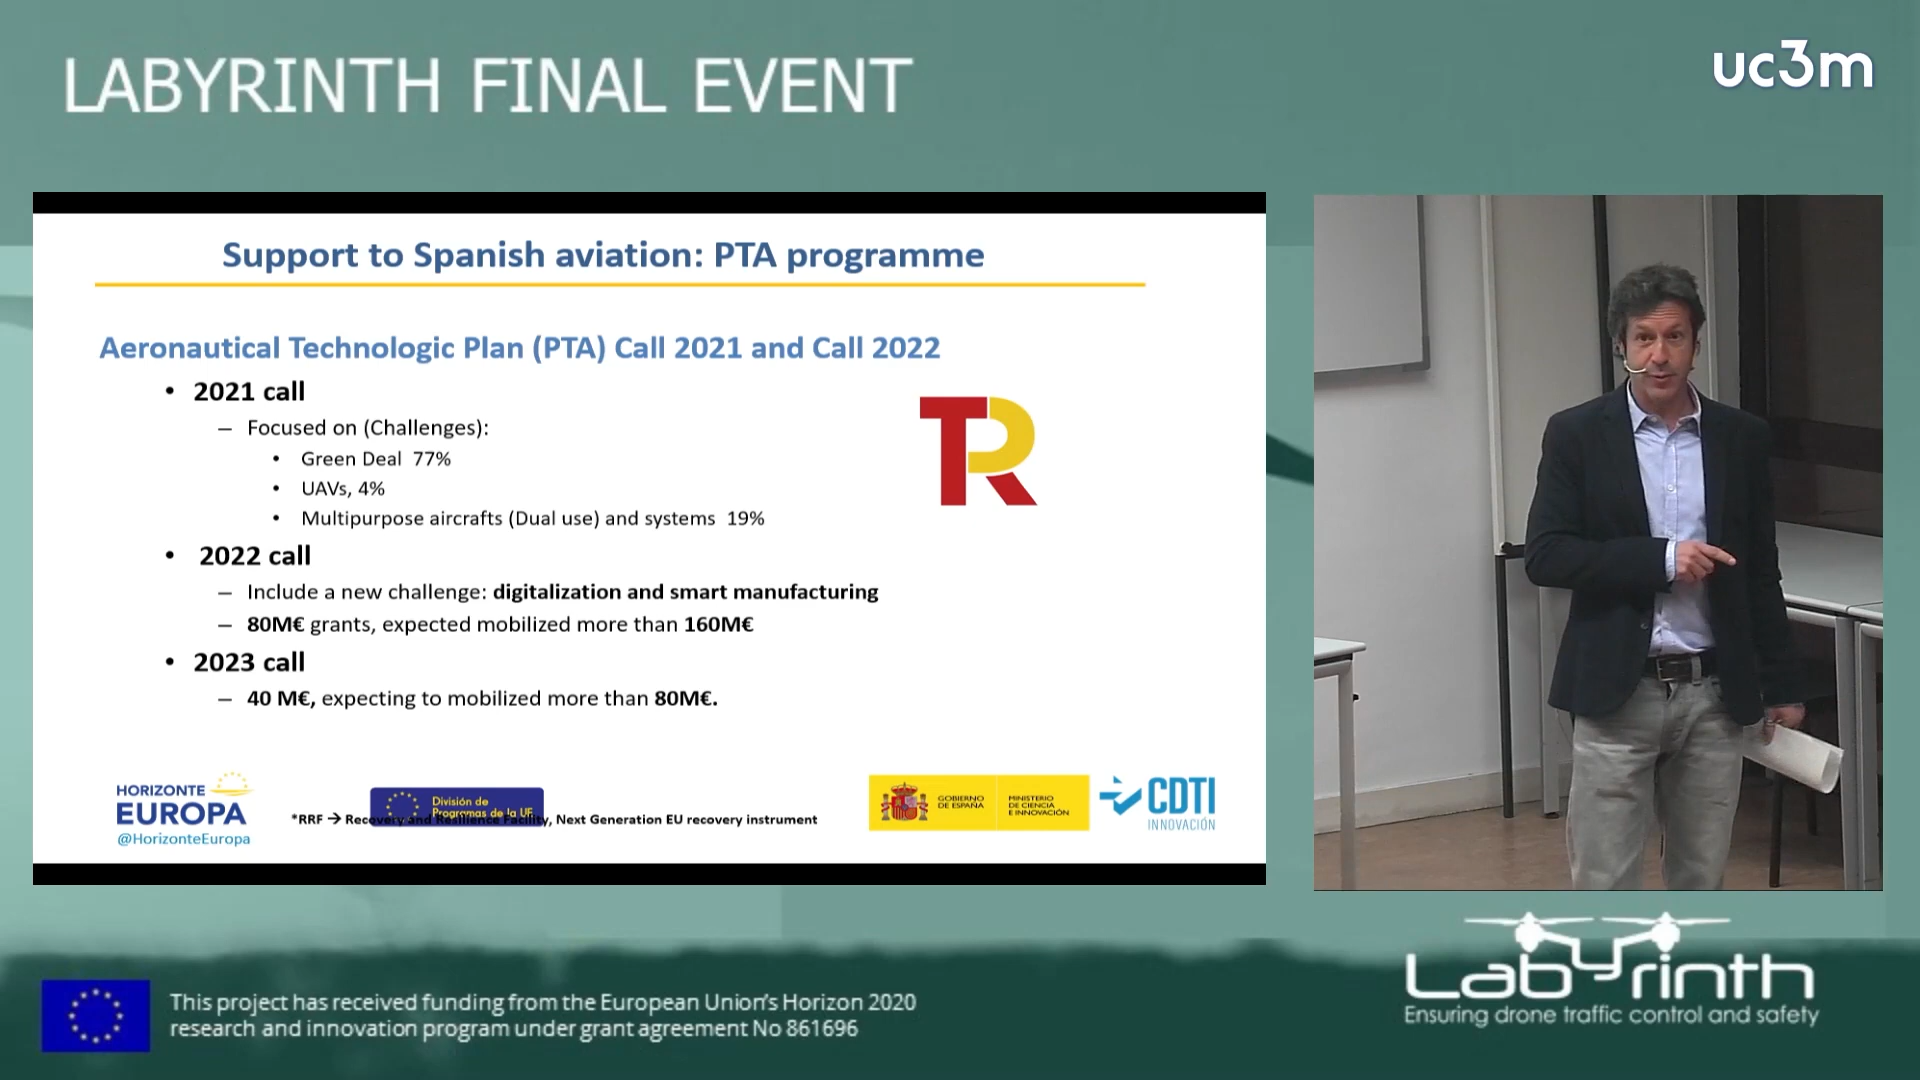 LABYRINTH FINAL EVENT
uc3m
Support to Spanish aviation: PTA programme
Aeronautical Technologic Plan (PTA) Call 2021 and Call 2022
• 2021 call
– Focused on (Challenges):
• Green Deal 77%
• UAVs, 4%
• Multipurpose aircrafts (Dual use) and systems 19%
• 2022 call
– Include a new challenge: digitalization and smart manufacturing
– 80M€ grants, expected mobilized more than 160M€
• 2023 call
– 40 M€, expecting to mobilized more than 80M€.
TR
HORIZONTE
EUROPA
@HorizonteEuropa
División de
Programas de la UE
*RRF → Recovery and Resilience Facility, Next Generation EU recovery instrument
GOBIERNO
DE ESPAÑA
MINISTERIO
DE CIENCIA
E INNOVACIÓN
CDTI
INNOVACIÓN
This project has received funding from the European Union's Horizon 2020
research and innovation program under grant agreement No 861696
Labyrinth
Ensuring drone traffic control and safety